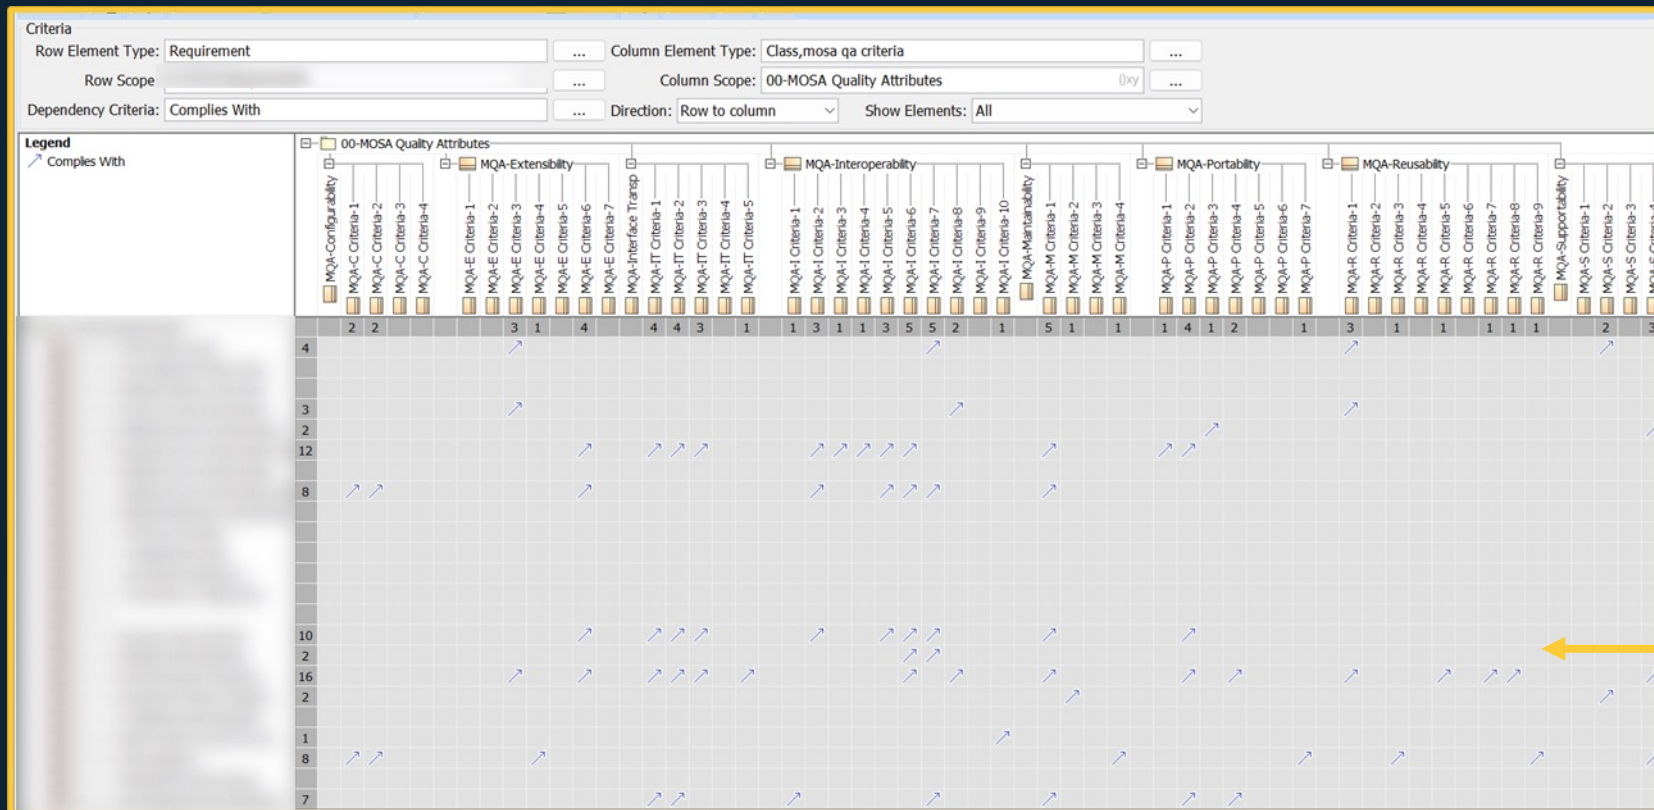 Criteria
Row Element Type: Requirement ... Column Element Type: Class,mosa qa criteria ...
Row Scope ... Column Scope: 00-MOSA Quality Attributes ...
Dependency Criteria: Complies With ... Direction: Row to column Show Elements: All
Legend
Complies With
00-MOSA Quality Attributes
MQA-Configurability
MQA-C Criteria-1
MQA-C Criteria-2
MQA-C Criteria-3
MQA-C Criteria-4
MQA-Extensibility
MQA-E Criteria-1
MQA-E Criteria-2
MQA-E Criteria-3
MQA-E Criteria-4
MQA-E Criteria-5
MQA-E Criteria-6
MQA-E Criteria-7
MQA-Interface Transp
MQA-IT Criteria-1
MQA-IT Criteria-2
MQA-IT Criteria-3
MQA-IT Criteria-4
MQA-IT Criteria-5
MQA-Interoperability
MQA-I Criteria-1
MQA-I Criteria-2
MQA-I Criteria-3
MQA-I Criteria-4
MQA-I Criteria-5
MQA-I Criteria-6
MQA-I Criteria-7
MQA-I Criteria-8
MQA-I Criteria-9
MQA-I Criteria-10
MQA-Maintainability
MQA-M Criteria-1
MQA-M Criteria-2
MQA-M Criteria-3
MQA-M Criteria-4
MQA-Portability
MQA-P Criteria-1
MQA-P Criteria-2
MQA-P Criteria-3
MQA-P Criteria-4
MQA-P Criteria-5
MQA-P Criteria-6
MQA-P Criteria-7
MQA-Reusability
MQA-R Criteria-1
MQA-R Criteria-2
MQA-R Criteria-3
MQA-R Criteria-4
MQA-R Criteria-5
MQA-R Criteria-6
MQA-R Criteria-7
MQA-R Criteria-8
MQA-R Criteria-6
MQA-Supportability
MQA-S Criteria-1
MQA-S Criteria-2
MQA-S Criteria-3
2 2 3 1 4 4 4 3 1 1 3 1 1 3 5 5 2 1 5 1 1 1 4 1 2 1 3 1 1 1 1 1 2 3
4
3
2
12
8
10
2
16
2
1
8
7